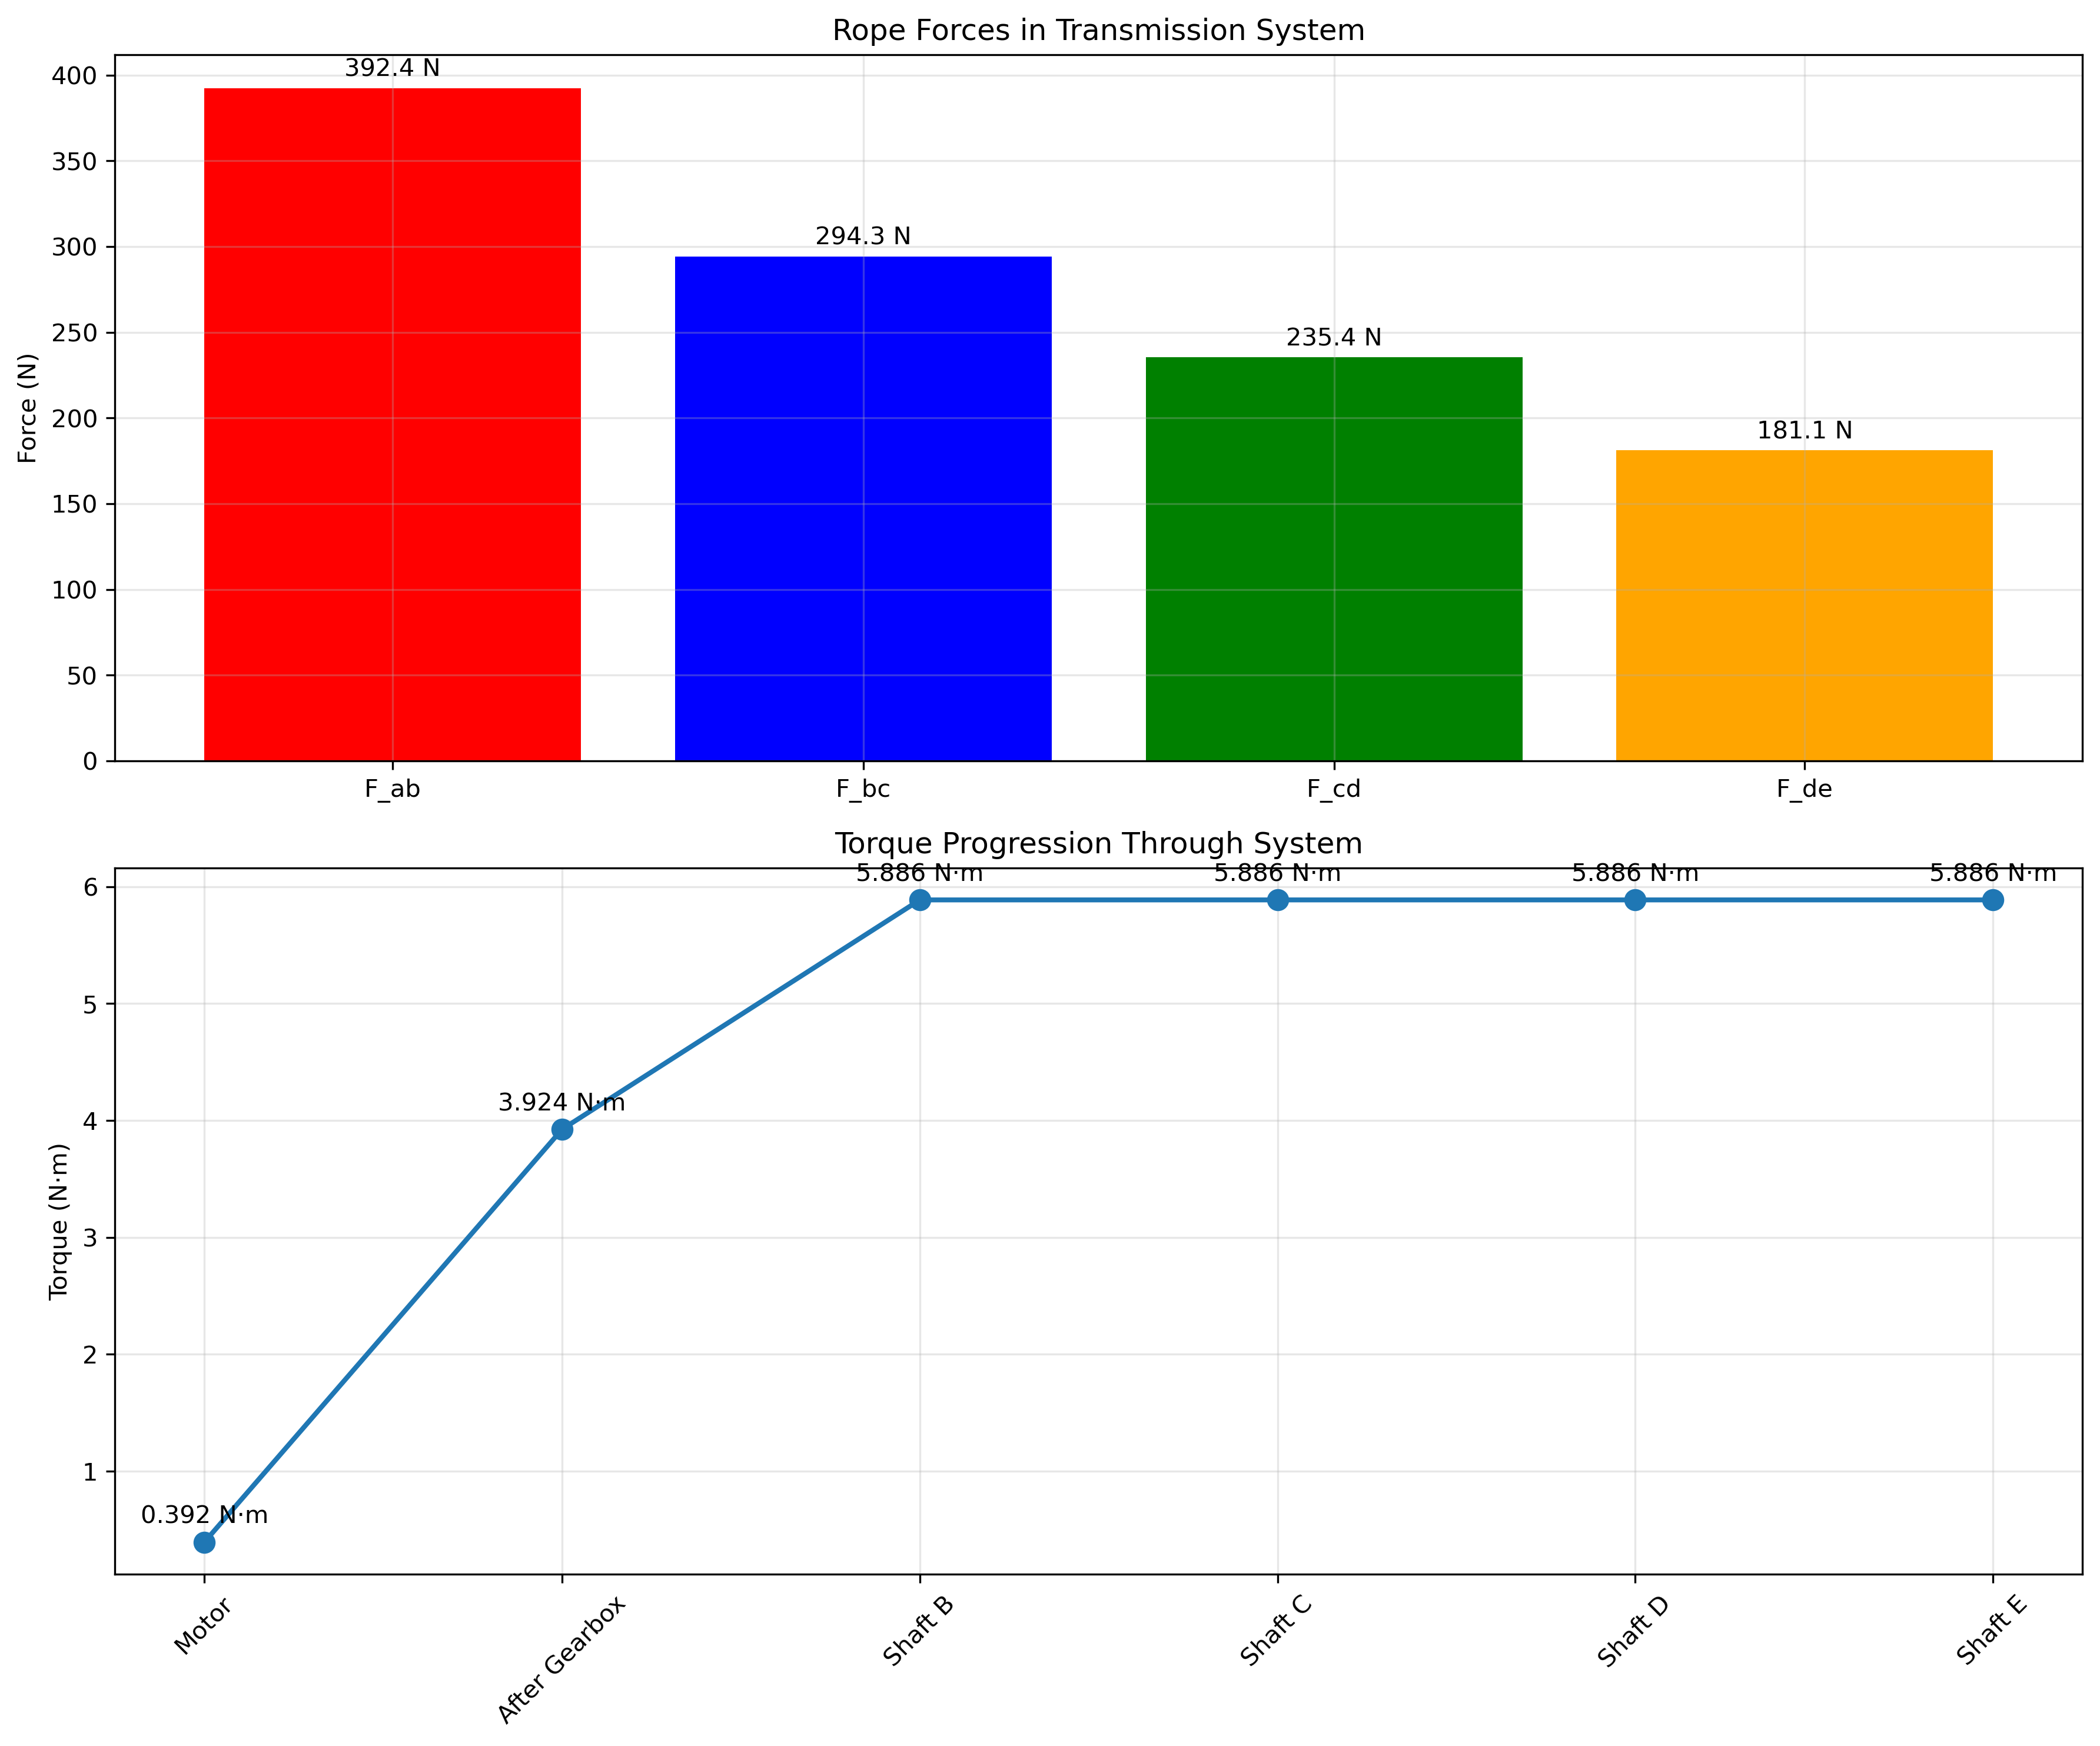 Rope Forces in Transmission System
400
350
300
250
200
150
100
50
0
Force (N)
392.4 N
294.3 N
235.4 N
181.1 N
F_ab
F_bc
F_cd
F_de
Torque Progression Through System
6
5
4
3
2
1
Torque (N·m)
0.392 N·m
3.924 N·m
5.886 N·m
5.886 N·m
5.886 N·m
5.886 N·m
Motor
After Gearbox
Shaft B
Shaft C
Shaft D
Shaft E